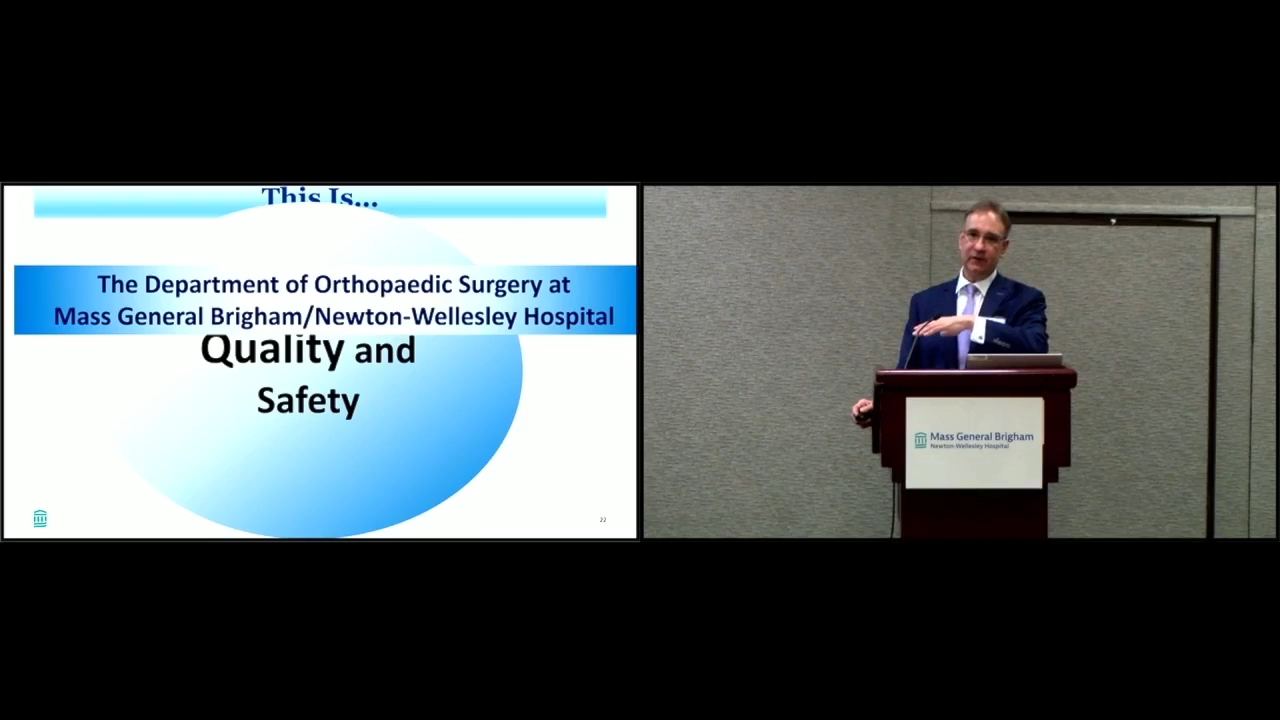 This Is...
The Department of Orthopaedic Surgery at
Mass General Brigham/Newton-Wellesley Hospital
Quality and
Safety
22
Mass General Brigham
Newton-Wellesley Hospital